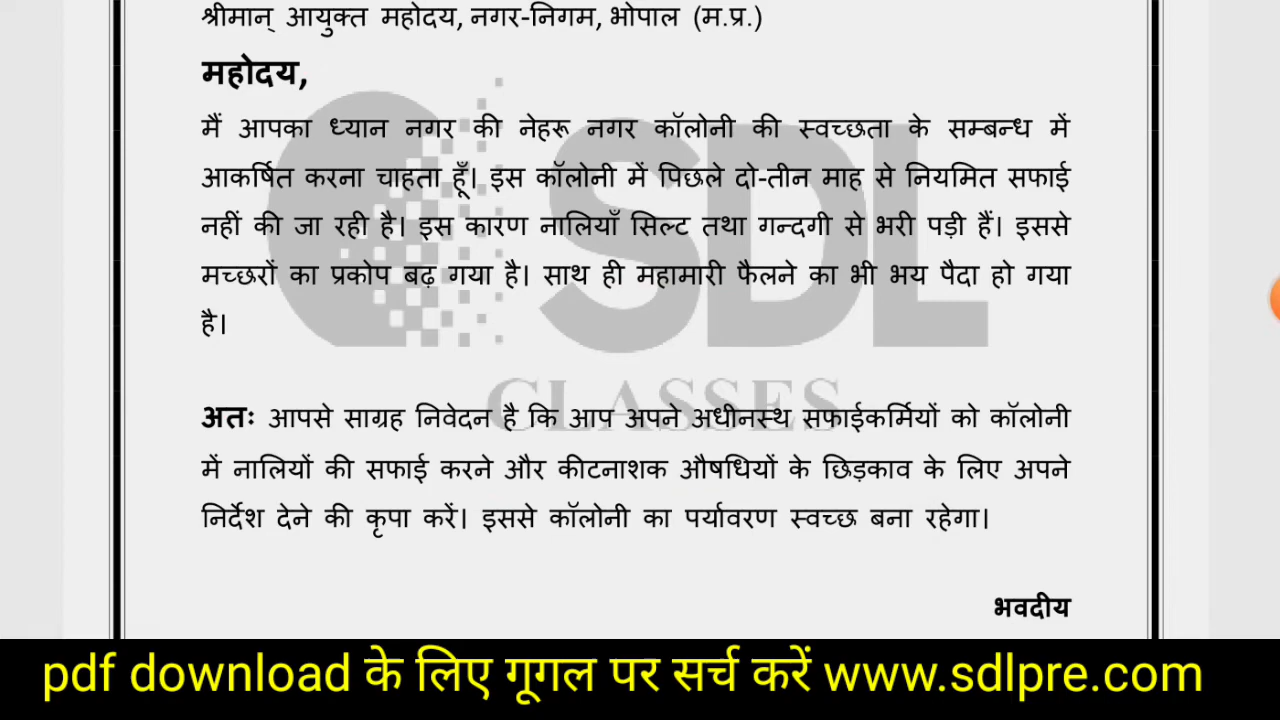 श्रीमान् आयुक्त महोदय, नगर-निगम, भोपाल (म.प्र.)
महोदय,
मैं आपका ध्यान नगर की नेहरू नगर कॉलोनी की स्वच्छता के सम्बन्ध में
आकर्षित करना चाहता हूँ। इस कॉलोनी में पिछले दो-तीन माह से नियमित सफाई
नहीं की जा रही है। इस कारण नालियाँ सिल्ट तथा गन्दगी से भरी पड़ी हैं। इससे
मच्छरों का प्रकोप बढ़ गया है। साथ ही महामारी फैलने का भी भय पैदा हो गया
है।
SDL
CLASSES
अतः आपसे साग्रह निवेदन है कि आप अपने अधीनस्थ सफाईकर्मियों को कॉलोनी
में नालियों की सफाई करने और कीटनाशक औषधियों के छिड़काव के लिए अपने
निर्देश देने की कृपा करें। इससे कॉलोनी का पर्यावरण स्वच्छ बना रहेगा।
भवदीय
pdf download के लिए गूगल पर सर्च करें www.sdlpre.com